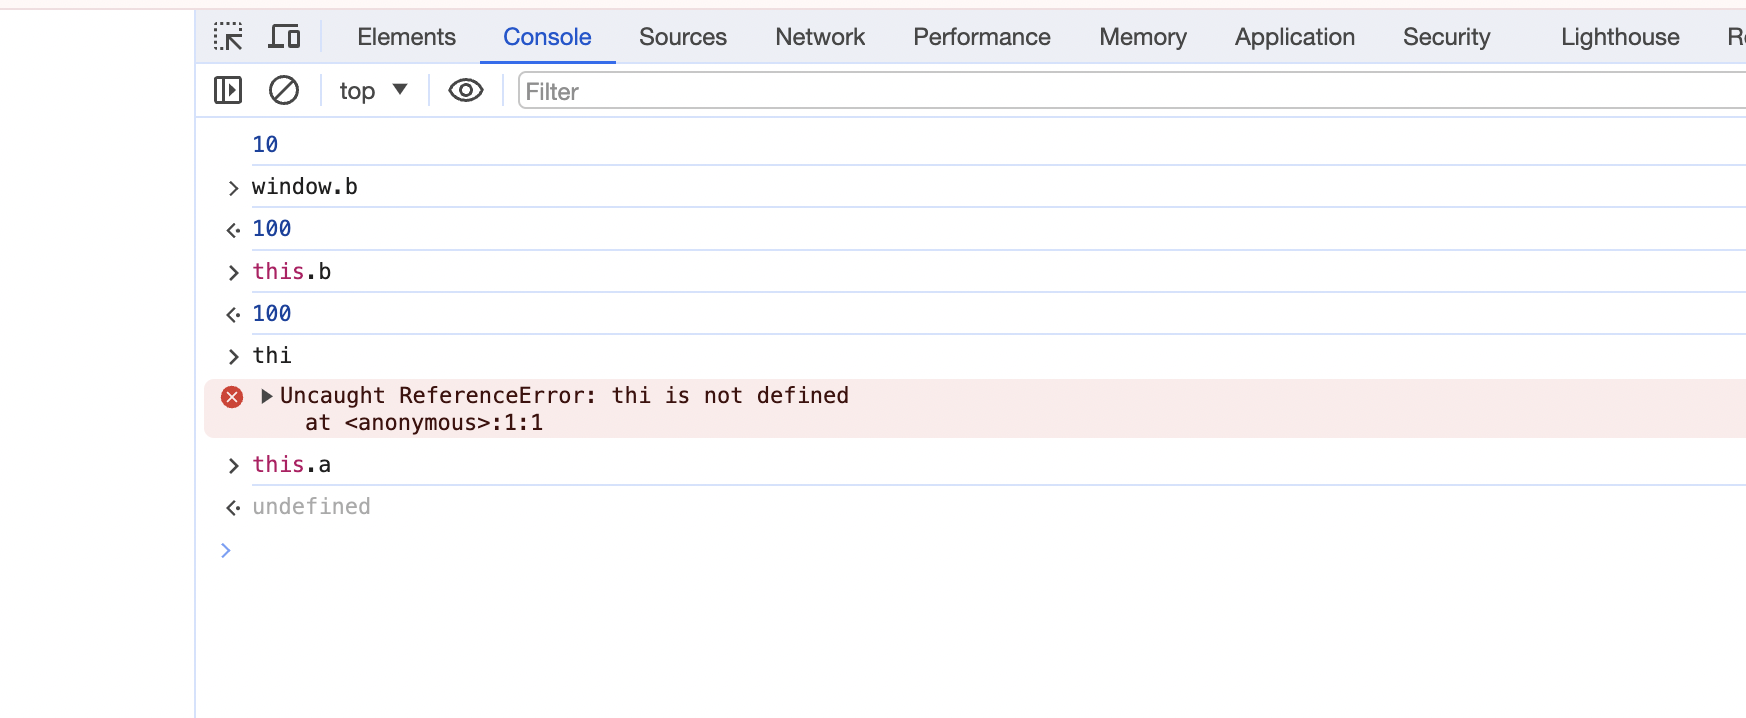 Elements Console Sources Network Performance Memory Application Security Lighthouse
top Filter
10
window.b
100
this.b
100
thi
Uncaught ReferenceError: thi is not defined
at <anonymous>:1:1
this.a
undefined